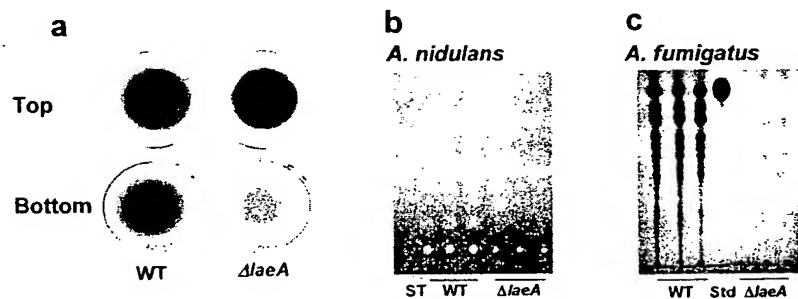 a
b
c
A. nidulans
A. fumigatus
Top
Bottom
WT
ΔlaeA
ST WT ΔlaeA
WT Std ΔlaeA